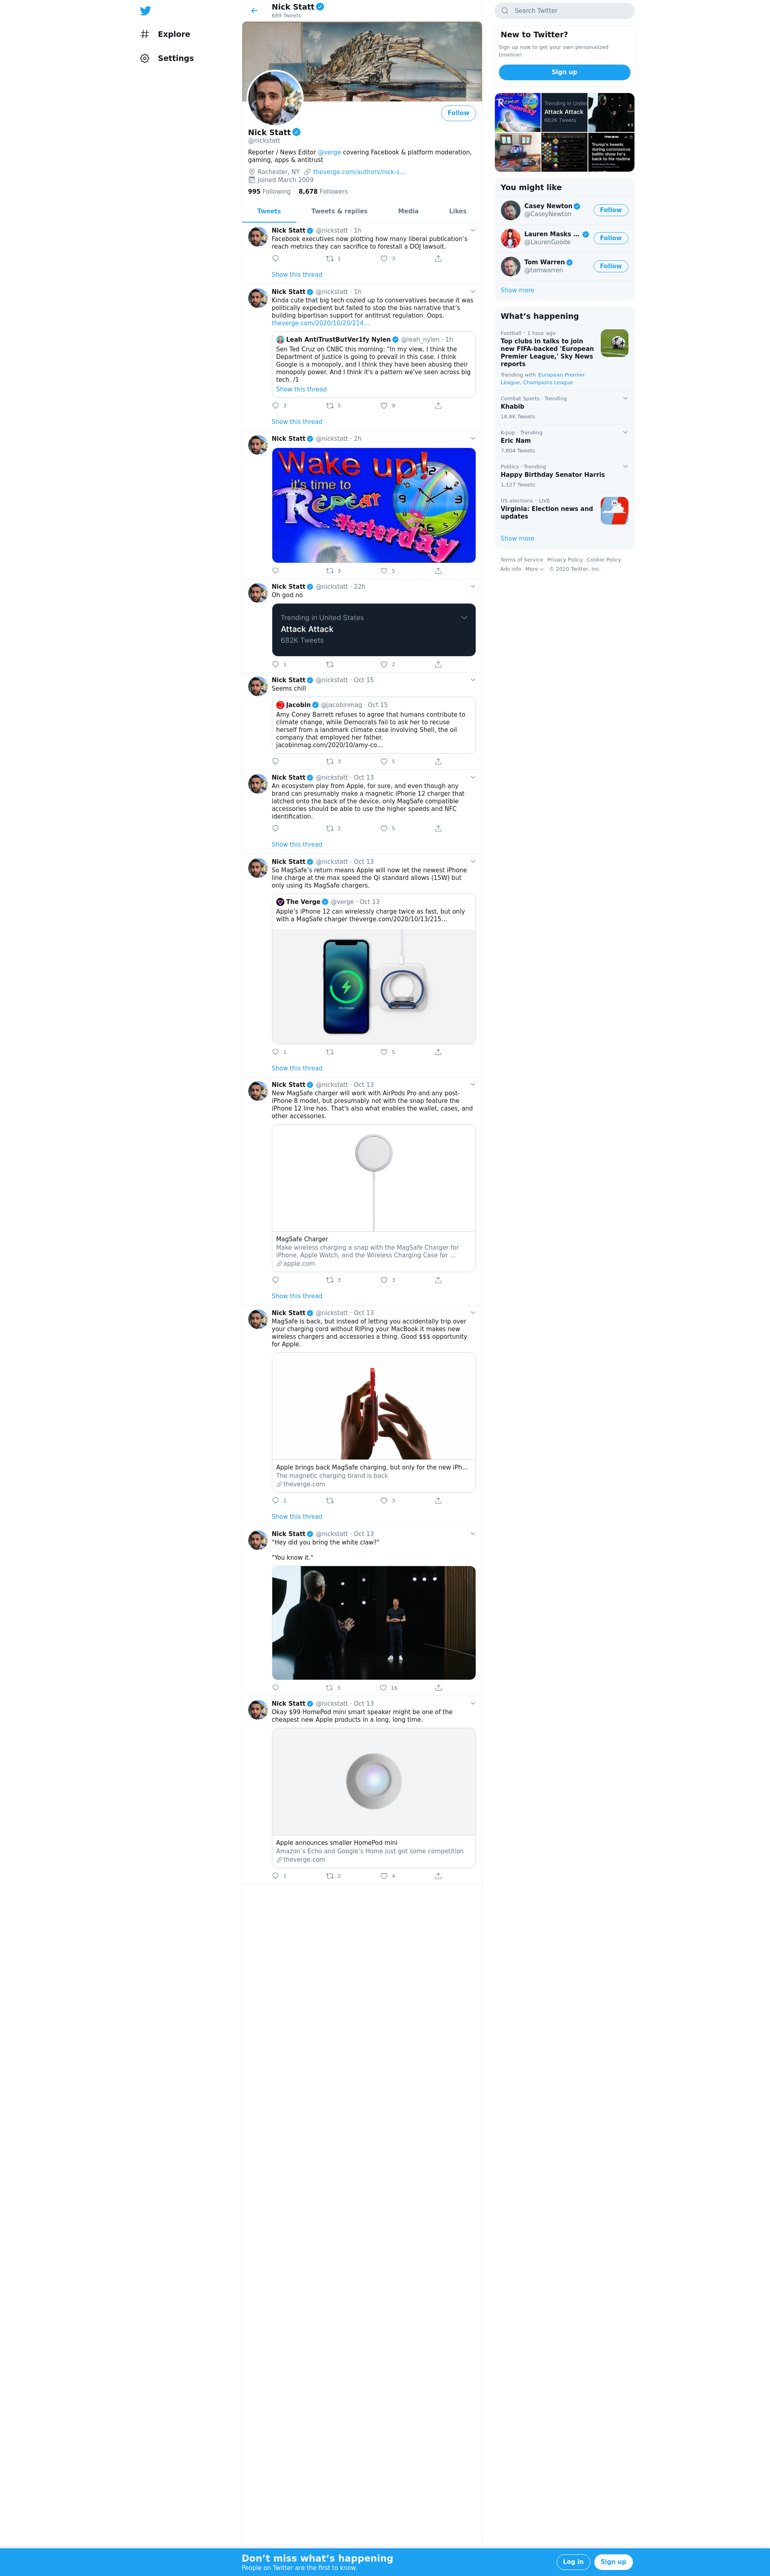 Explore
Settings
Nick Statt
689 Tweets
Follow
Nick Statt
@nickstatt
Reporter / News Editor @verge covering Facebook & platform moderation,
gaming, apps & antitrust
Rochester, NY theverge.com/authors/nick-s…
Joined March 2009
995 Following 8,678 Followers
Tweets Tweets & replies Media Likes
Nick Statt @nickstatt · 1h
Facebook executives now plotting how many liberal publication’s
reach metrics they can sacrifice to forestall a DOJ lawsuit.
1 3
Show this thread
Nick Statt @nickstatt · 1h
Kinda cute that big tech cozied up to conservatives because it was
politically expedient but failed to stop the bias narrative that’s
building bipartisan support for antitrust regulation. Oops.
theverge.com/2020/10/20/214…
Leah AntiTrustButVer1fy Nylen @leah_nylen · 1h
Sen Ted Cruz on CNBC this morning: "In my view, I think the
Department of Justice is going to prevail in this case. I think
Google is a monopoly, and I think they have been abusing their
monopoly power. And I think it’s a pattern we’ve seen across big
tech. /1
Show this thread
3 5 9
Show this thread
Nick Statt @nickstatt · 2h
Wake up!
it's time to
Repeat
Yesterday
3 5
Nick Statt @nickstatt · 22h
Oh god no
Trending in United States
Attack Attack
682K Tweets
1 2
Nick Statt @nickstatt · Oct 15
Seems chill
Jacobin @jacobinmag · Oct 15
Amy Coney Barrett refuses to agree that humans contribute to
climate change, while Democrats fail to ask her to recuse
herself from a landmark climate case involving Shell, the oil
company that employed her father.
jacobinmag.com/2020/10/amy-co…
3 5
Nick Statt @nickstatt · Oct 13
An ecosystem play from Apple, for sure, and even though any
brand can presumably make a magnetic iPhone 12 charger that
latched onto the back of the device, only MagSafe compatible
accessories should be able to use the higher speeds and NFC
identification.
2 5
Show this thread
Nick Statt @nickstatt · Oct 13
So MagSafe’s return means Apple will now let the newest iPhone
line charge at the max speed the Qi standard allows (15W) but
only using its MagSafe chargers.
The Verge @verge · Oct 13
Apple’s iPhone 12 can wirelessly charge twice as fast, but only
with a MagSafe charger theverge.com/2020/10/13/215…
1 5
Show this thread
Nick Statt @nickstatt · Oct 13
New MagSafe charger will work with AirPods Pro and any post-
iPhone 8 model, but presumably not with the snap feature the
iPhone 12 line has. That's also what enables the wallet, cases, and
other accessories.
MagSafe Charger
Make wireless charging a snap with the MagSafe Charger for
iPhone, Apple Watch, and the Wireless Charging Case for …
apple.com
3 3
Show this thread
Nick Statt @nickstatt · Oct 13
MagSafe is back, but instead of letting you accidentally trip over
your charging cord without RIPing your MacBook it makes new
wireless chargers and accessories a thing. Good $$$ opportunity
for Apple.
Apple brings back MagSafe charging, but only for the new iPh…
The magnetic charging brand is back
theverge.com
2 3
Show this thread
Nick Statt @nickstatt · Oct 13
"Hey did you bring the white claw?"
"You know it."
3 16
Nick Statt @nickstatt · Oct 13
Okay $99 HomePod mini smart speaker might be one of the
cheapest new Apple products in a long, long time.
Apple announces smaller HomePod mini
Amazon’s Echo and Google’s Home just got some competition
theverge.com
1 2 4
Search Twitter
New to Twitter?
Sign up now to get your own personalized
timeline!
Sign up
Trending in United
Attack Attack
682K Tweets
Trump's tweets
during coronavirus
battle show he's
back to his routine
You might like
Casey Newton
@CaseyNewton
Follow
Lauren Masks …
@LaurenGoode
Follow
Tom Warren
@tomwarren
Follow
Show more
What’s happening
Football · 1 hour ago
Top clubs in talks to join
new FIFA-backed 'European
Premier League,' Sky News
reports
Trending with European Premier
League, Champions League
Combat Sports · Trending
Khabib
16.6K Tweets
K-pop · Trending
Eric Nam
7,804 Tweets
Politics · Trending
Happy Birthday Senator Harris
1,127 Tweets
US elections · LIVE
Virginia: Election news and
updates
Show more
Terms of Service Privacy Policy Cookie Policy
Ads info More © 2020 Twitter, Inc.
Don’t miss what’s happening
People on Twitter are the first to know.
Log in
Sign up